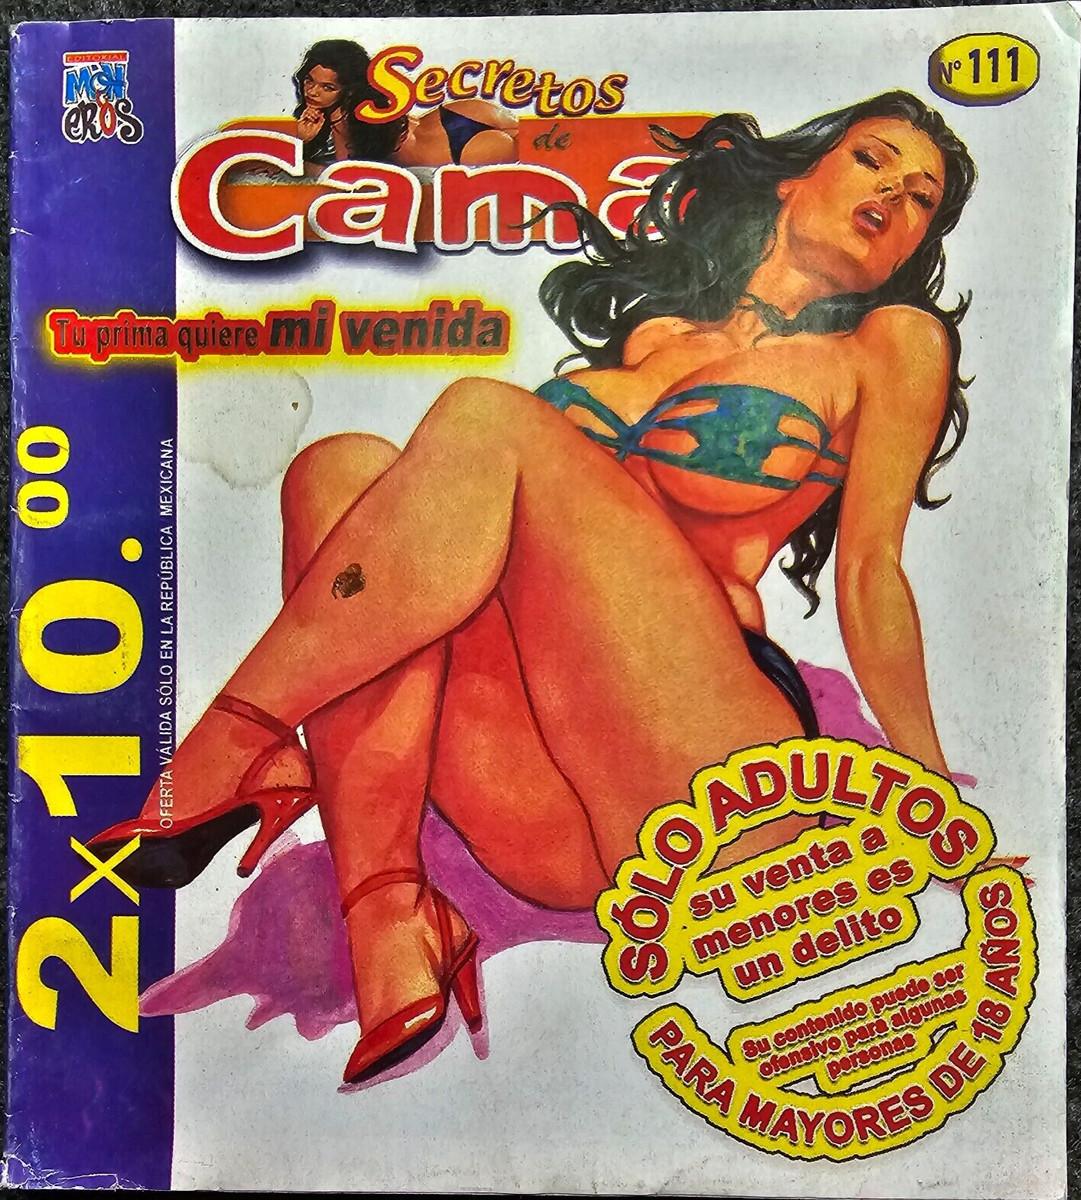 EDITORIAL
MÓN
erós
Secretos
de
Cama
Nº 111
Tu prima quiere mi venida
2x10.00
OFERTA VÁLIDA SÓLO EN LA REPÚBLICA MEXICANA
SÓLO ADULTOS
su venta a
menores es
un delito
Su contenido puede ser
ofensivo para algunas
personas
PARA MAYORES DE 18 AÑOS